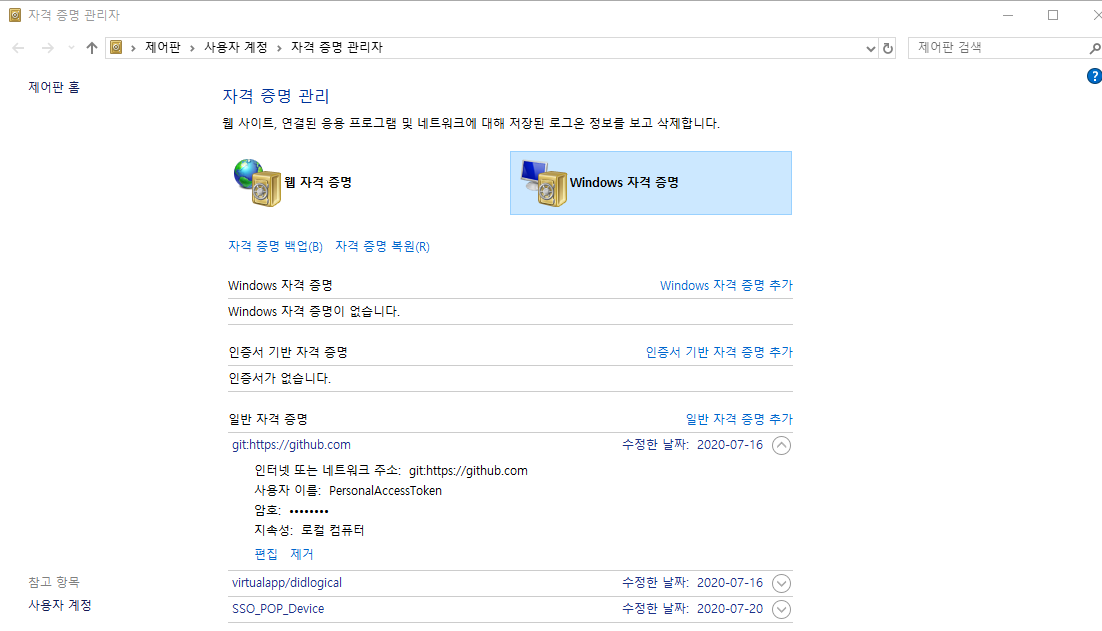 자격 증명 관리자
제어판 › 사용자 계정 › 자격 증명 관리자
제어판 검색
제어판 홈
?
자격 증명 관리
웹 사이트, 연결된 응용 프로그램 및 네트워크에 대해 저장된 로그온 정보를 보고 삭제합니다.
웹 자격 증명
Windows 자격 증명
자격 증명 백업(B) 자격 증명 복원(R)
Windows 자격 증명 Windows 자격 증명 추가
Windows 자격 증명이 없습니다.
인증서 기반 자격 증명 인증서 기반 자격 증명 추가
인증서가 없습니다.
일반 자격 증명 일반 자격 증명 추가
git:https://github.com 수정한 날짜: 2020-07-16
인터넷 또는 네트워크 주소: git:https://github.com
사용자 이름: PersonalAccessToken
암호: ••••••••
지속성: 로컬 컴퓨터
편집 제거
virtualapp/didlogical 수정한 날짜: 2020-07-16
SSO_POP_Device 수정한 날짜: 2020-07-20
참고 항목
사용자 계정